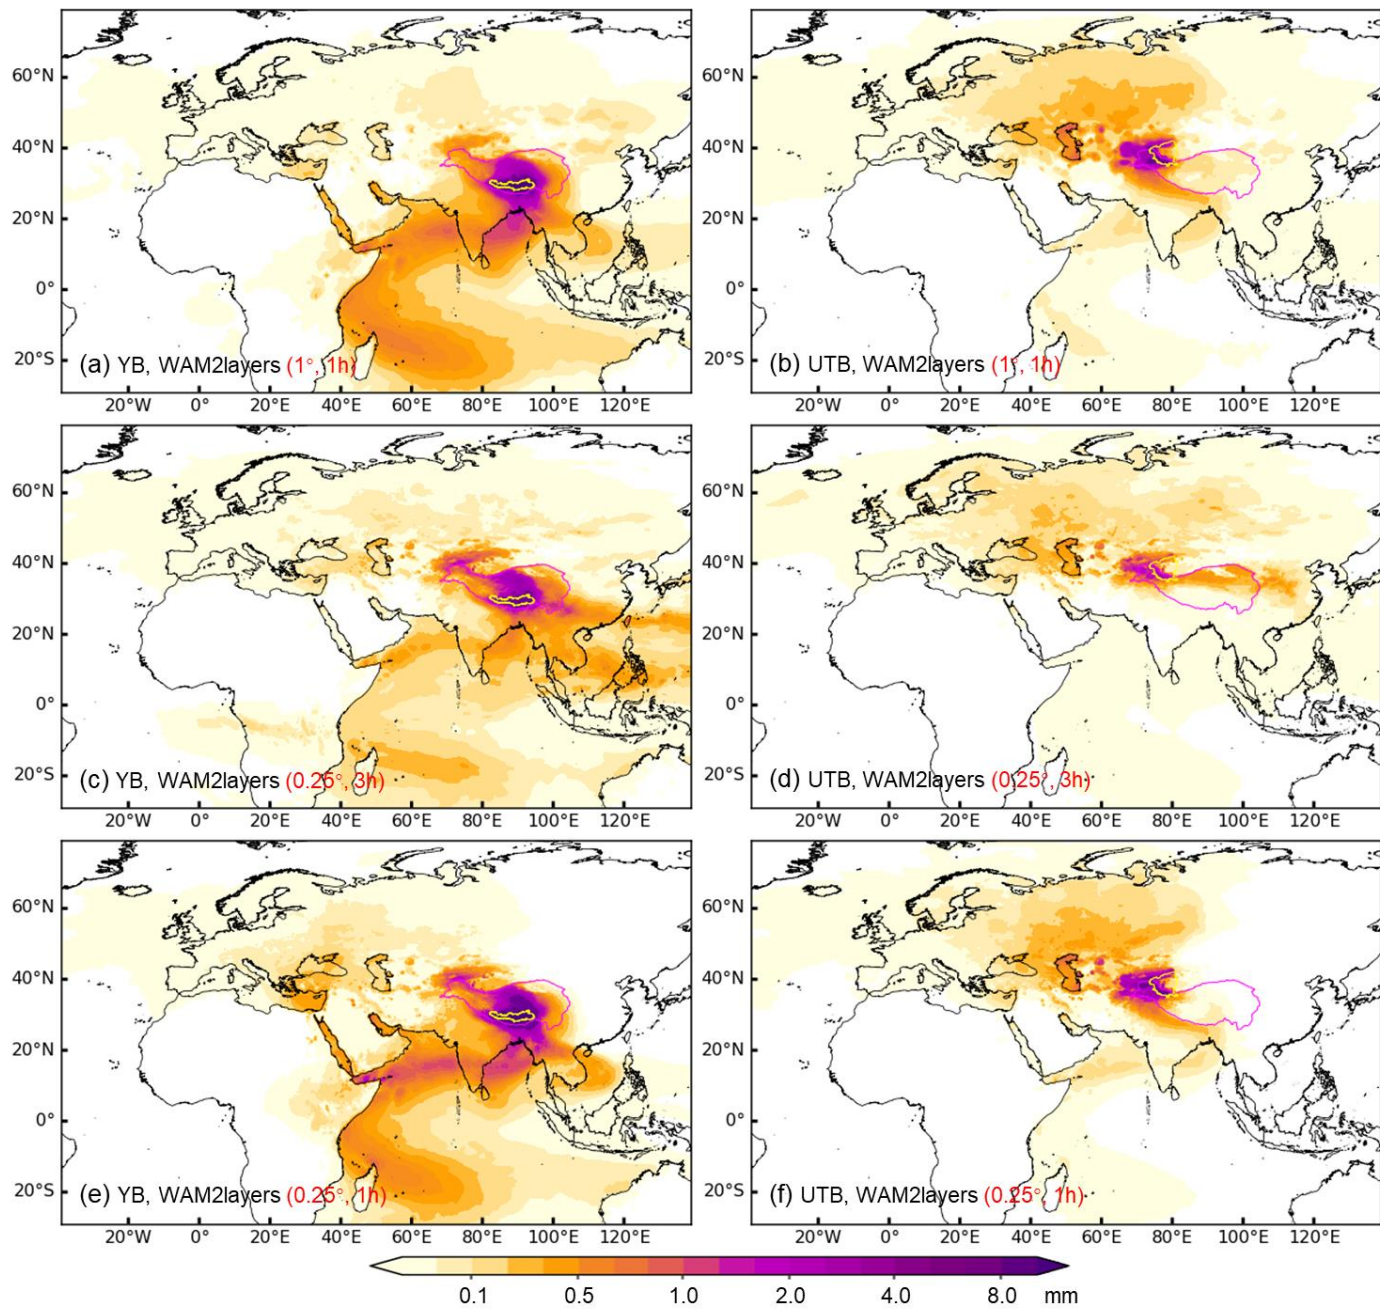 60°N
40°N
20°N
0°
20°S
(a) YB, WAM2layers (1°, 1h)
20°W 0° 20°E 40°E 60°E 80°E 100°E 120°E
60°N
40°N
20°N
0°
20°S
(b) UTB, WAM2layers (1°, 1h)
20°W 0° 20°E 40°E 60°E 80°E 100°E 120°E
60°N
40°N
20°N
0°
20°S
(c) YB, WAM2layers (0.25°, 3h)
20°W 0° 20°E 40°E 60°E 80°E 100°E 120°E
60°N
40°N
20°N
0°
20°S
(d) UTB, WAM2layers (0.25°, 3h)
20°W 0° 20°E 40°E 60°E 80°E 100°E 120°E
60°N
40°N
20°N
0°
20°S
(e) YB, WAM2layers (0.25°, 1h)
20°W 0° 20°E 40°E 60°E 80°E 100°E 120°E
60°N
40°N
20°N
0°
20°S
(f) UTB, WAM2layers (0.25°, 1h)
20°W 0° 20°E 40°E 60°E 80°E 100°E 120°E
0.1 0.5 1.0 2.0 4.0 8.0 mm